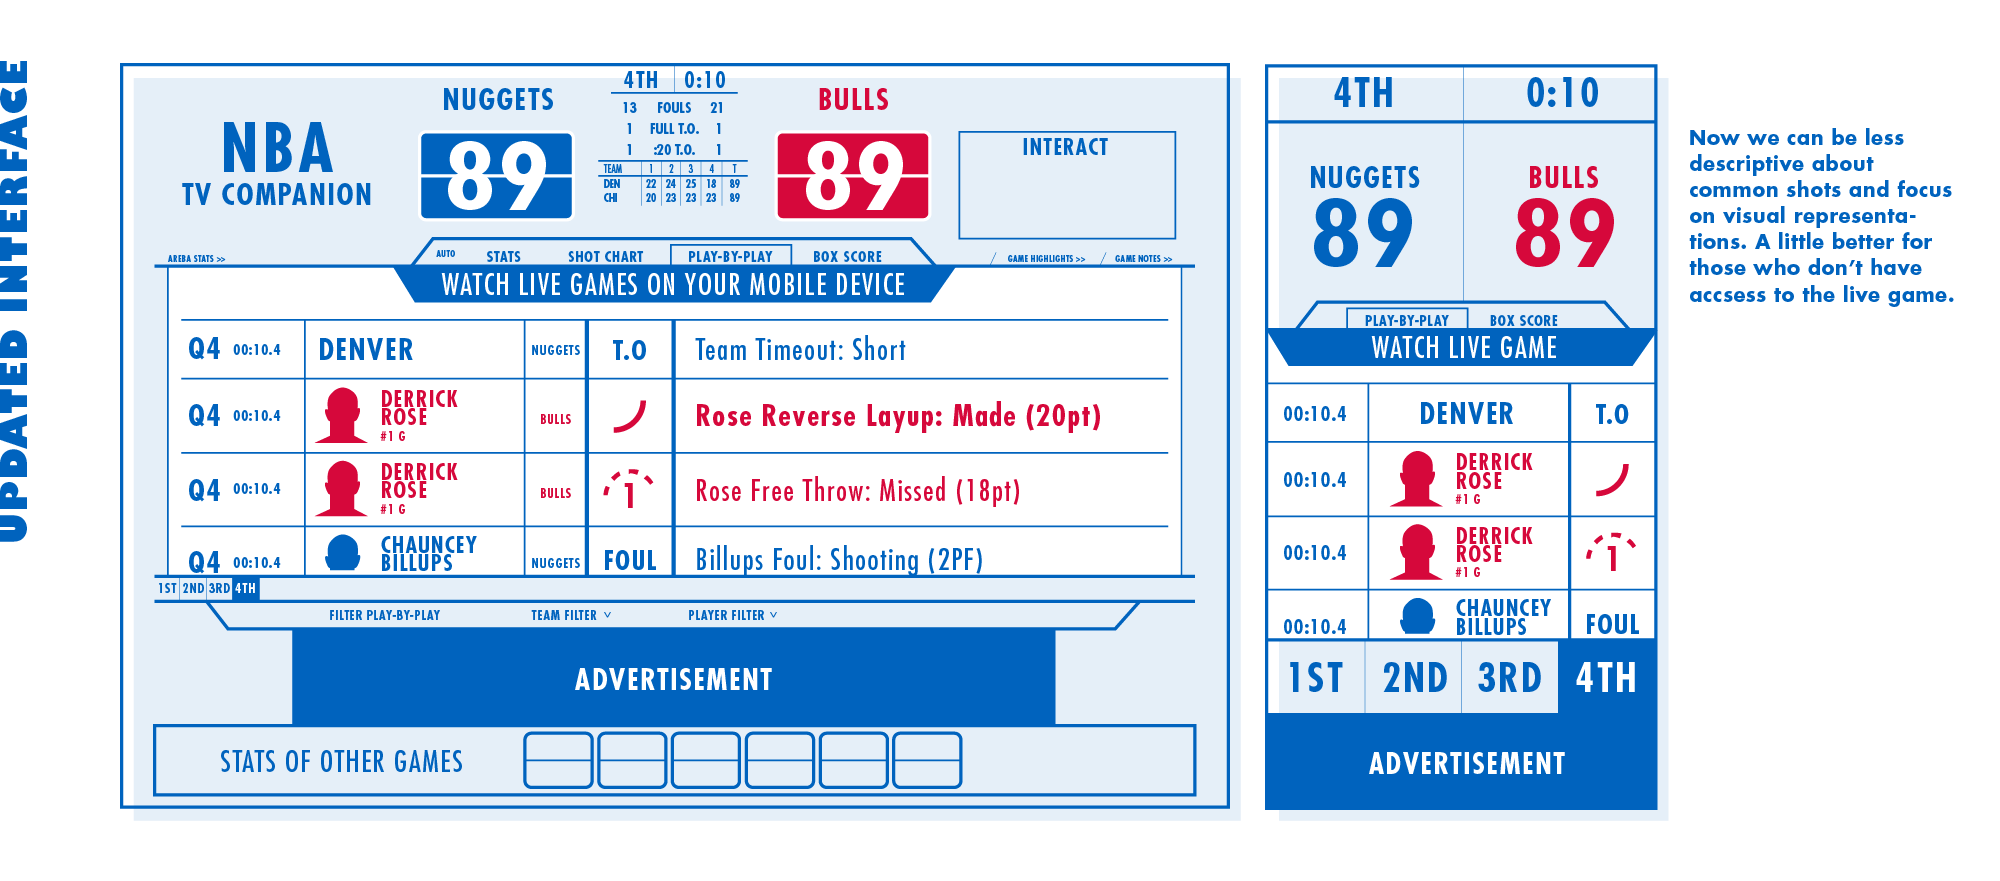 UPDATED INTERFACE
NBA
TV COMPANION
NUGGETS
89
4TH 0:10
13 FOULS 21
1 FULL T.O. 1
1 :20 T.O. 1
TEAM 1 2 3 4 T
DEN 22 24 25 18 89
CHI 20 23 23 23 89
BULLS
89
INTERACT
AREBA STATS >>
AUTO STATS SHOT CHART PLAY-BY-PLAY BOX SCORE
/ GAME HIGHLIGHTS >> / GAME NOTES >>
WATCH LIVE GAMES ON YOUR MOBILE DEVICE
Q4 00:10.4 DENVER NUGGETS T.O Team Timeout: Short
Q4 00:10.4 DERRICK
ROSE
#1 G
BULLS
Rose Reverse Layup: Made (20pt)
Q4 00:10.4 DERRICK
ROSE
#1 G
BULLS
1
Rose Free Throw: Missed (18pt)
Q4 00:10.4 CHAUNCEY
BILLUPS
NUGGETS FOUL Billups Foul: Shooting (2PF)
1ST 2ND 3RD 4TH
FILTER PLAY-BY-PLAY TEAM FILTER PLAYER FILTER
ADVERTISEMENT
STATS OF OTHER GAMES
4TH 0:10
NUGGETS BULLS
89 89
PLAY-BY-PLAY BOX SCORE
WATCH LIVE GAME
00:10.4 DENVER T.O
00:10.4 DERRICK
ROSE
#1 G
00:10.4 DERRICK
ROSE
#1 G
1
00:10.4 CHAUNCEY
BILLUPS
FOUL
1ST 2ND 3RD 4TH
ADVERTISEMENT
Now we can be less
descriptive about
common shots and focus
on visual representa-
tions. A little better for
those who don't have
accsess to the live game.